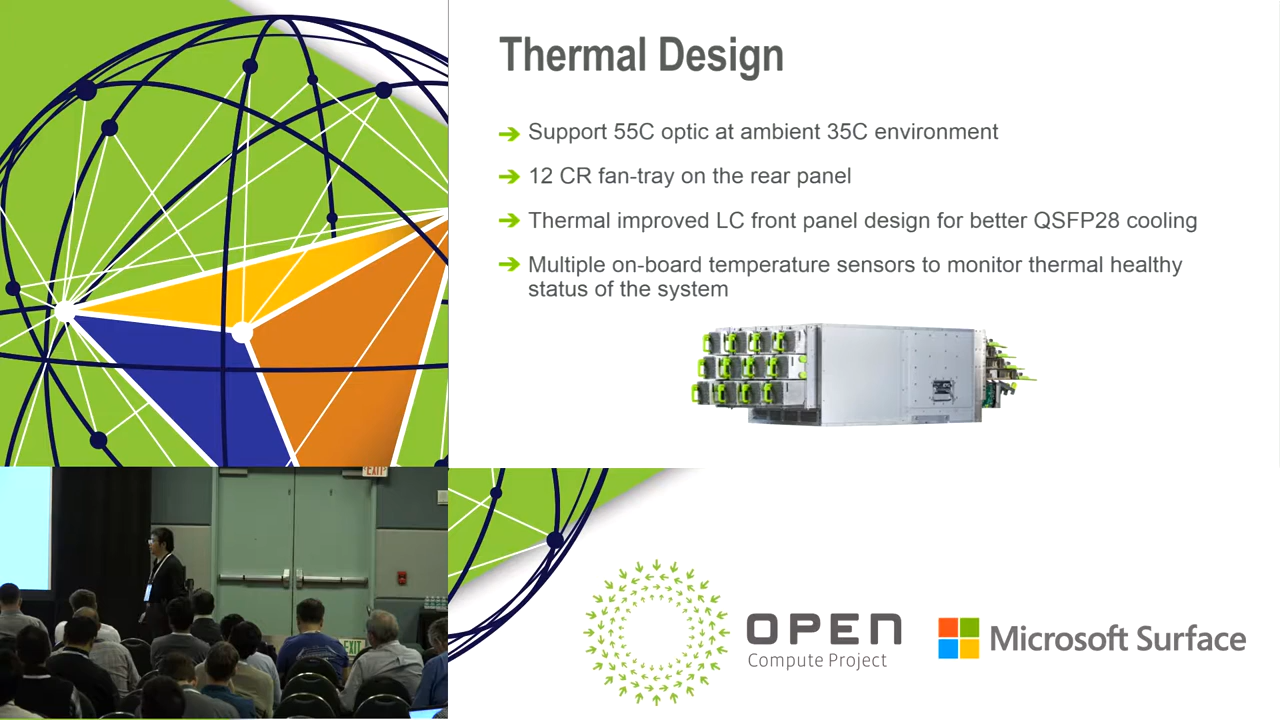 Thermal Design
Support 55C optic at ambient 35C environment
12 CR fan-tray on the rear panel
Thermal improved LC front panel design for better QSFP28 cooling
Multiple on-board temperature sensors to monitor thermal healthy
status of the system
EXIT
EXIT
OPEN
Compute Project
Microsoft Surface